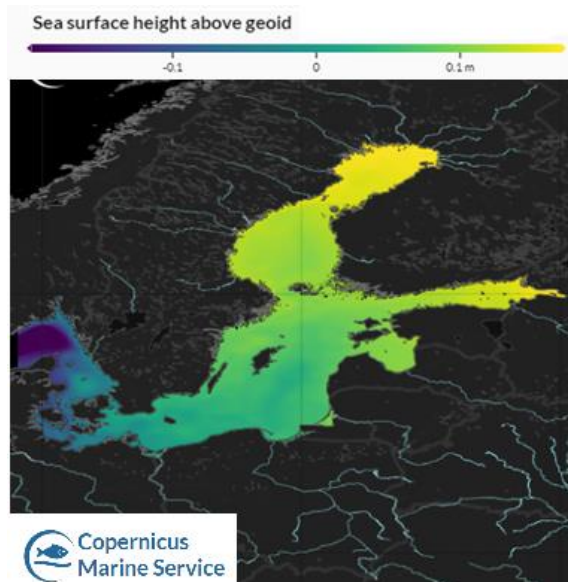 Sea surface height above geoid
-0.1 0 0.1 m
Copernicus
Marine Service